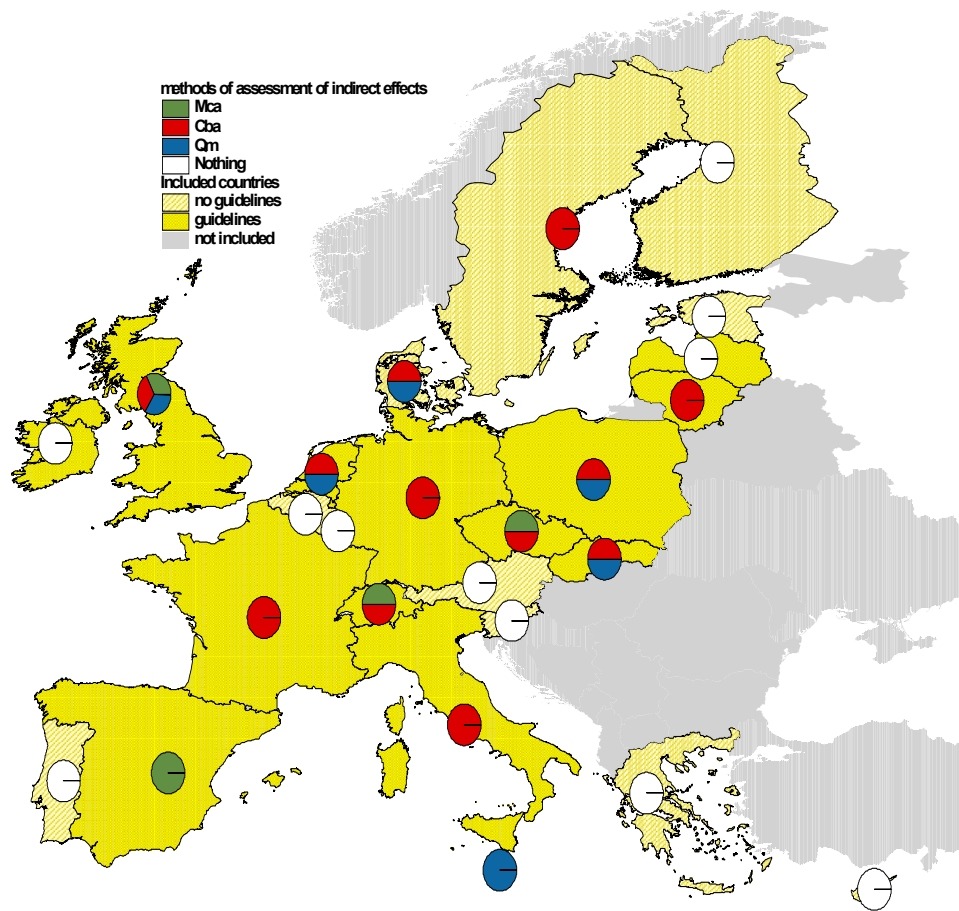 methods of assessment of indirect effects
Mca
Cba
Qm
Nothing
Included countries
no guidelines
guidelines
not included